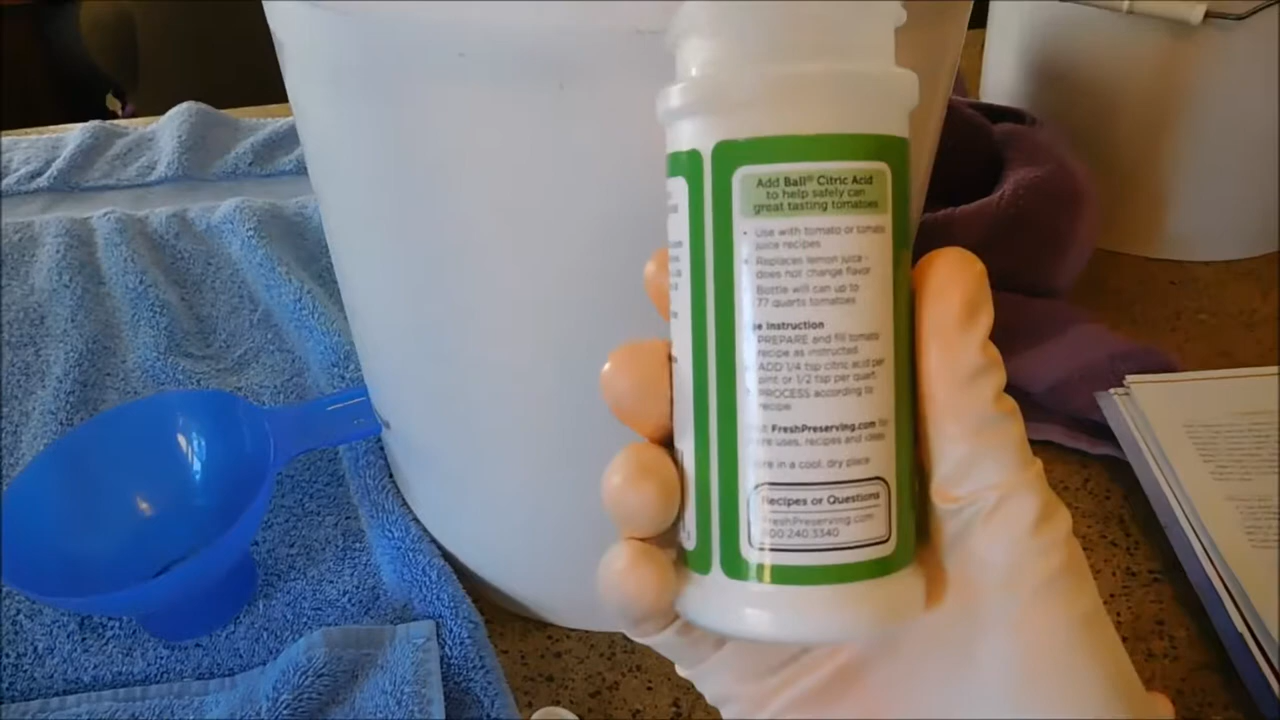 Add Ball® Citric Acid
to help safely can
great tasting tomatoes
• Use with tomato or tomato
juice recipes
• Replaces lemon juice -
does not change flavor
Bottle will can up to
77 quarts tomatoes
Instruction
PREPARE and fill tomato
recipe as instructed.
ADD 1/4 tsp citric acid per
pint or 1/2 tsp per quart.
PROCESS according to
recipe.
FreshPreserving.com for
uses, recipes and ideas
in a cool, dry place
Recipes or Questions
FreshPreserving.com
800.240.3340